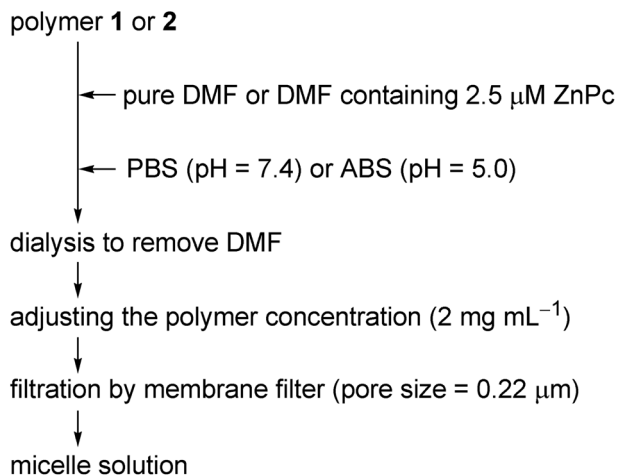 polymer 1 or 2
pure DMF or DMF containing 2.5 μM ZnPc
PBS (pH = 7.4) or ABS (pH = 5.0)
dialysis to remove DMF
adjusting the polymer concentration (2 mg mL⁻¹)
filtration by membrane filter (pore size = 0.22 μm)
micelle solution